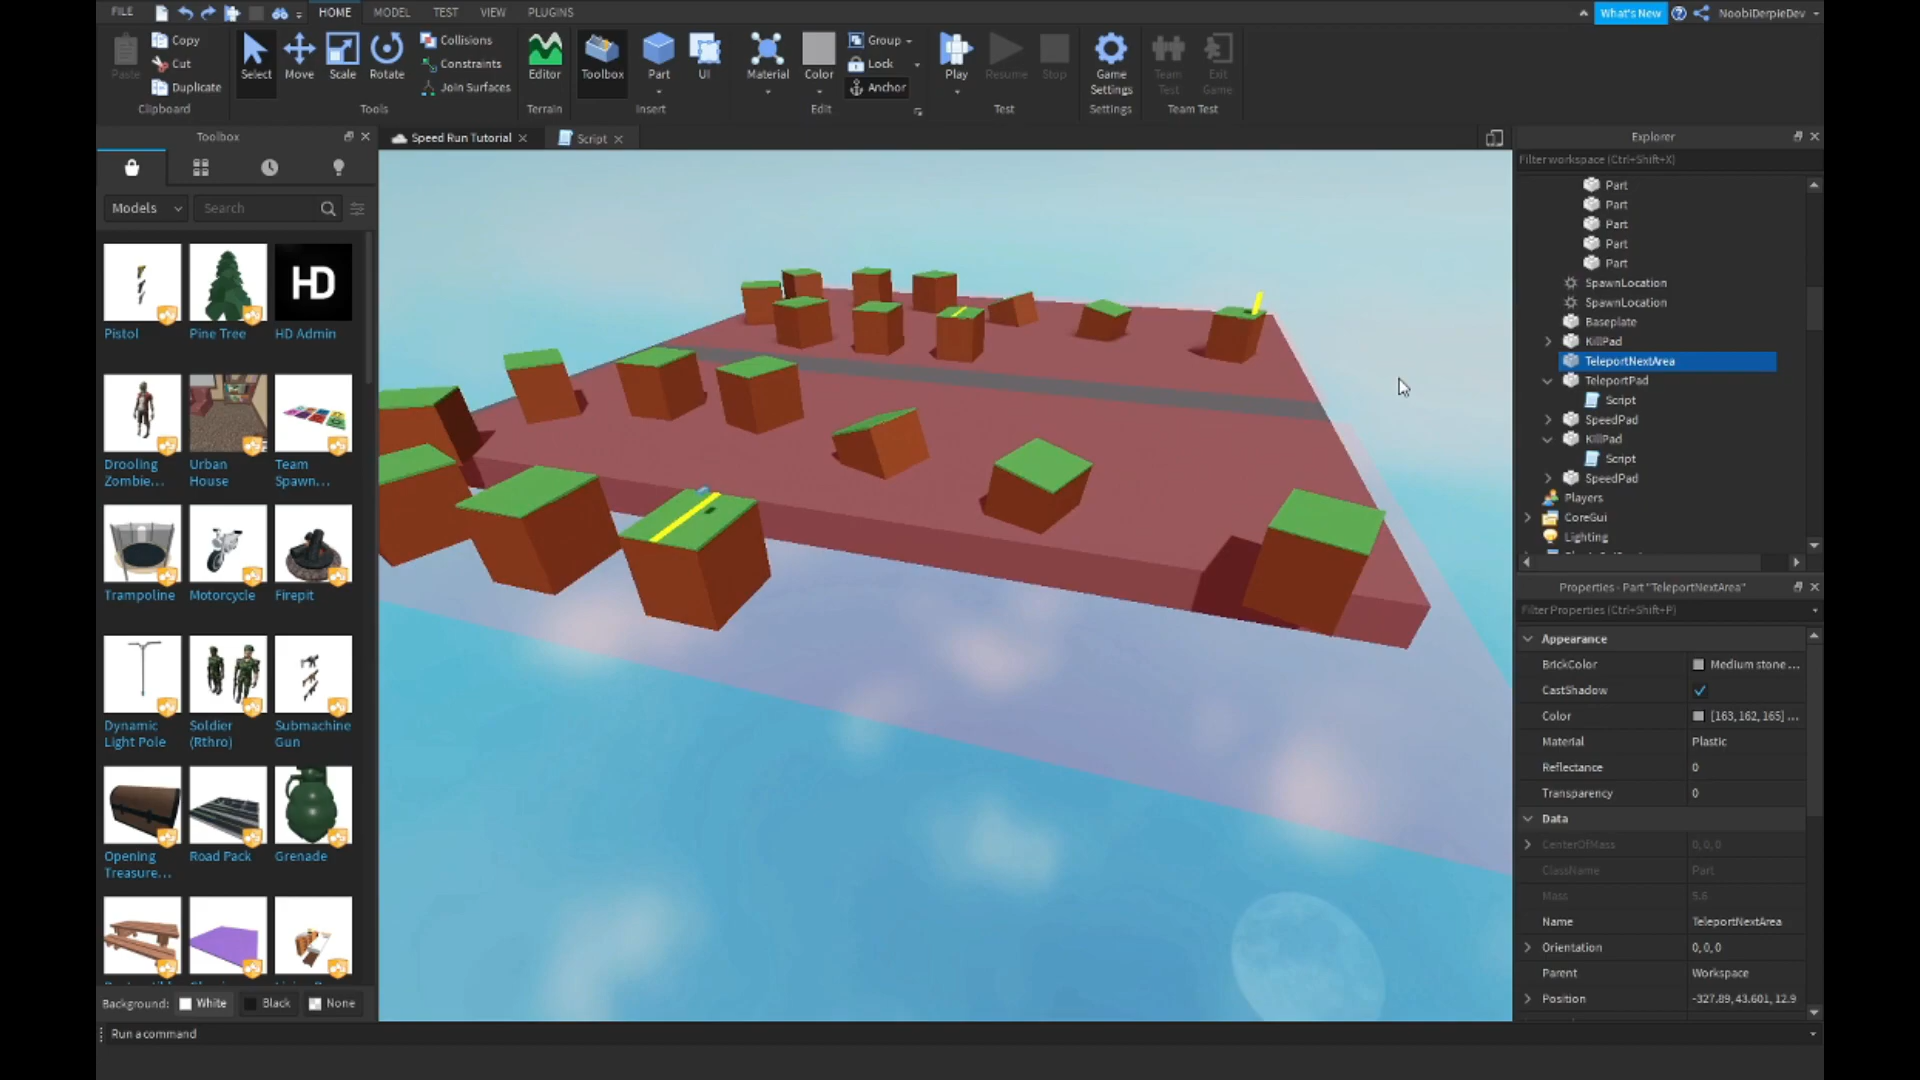 FILE HOME MODEL TEST VIEW PLUGINS What's New NoobiDerpieDev
Paste Copy Cut Duplicate Clipboard
Select Move Scale Rotate Collisions Constraints Join Surfaces Tools
Editor Terrain
Toolbox Part UI Insert
Material Color Group Lock Anchor Edit
Play Resume Stop Test
Game Settings Settings
Team Test Exit Game Team Test
Toolbox
Models Search
Pistol Pine Tree HD HD Admin
Drooling Zombie... Urban House Team Spawn...
Trampoline Motorcycle Firepit
Dynamic Light Pole Soldier (Rthro) Submachine Gun
Opening Treasure... Road Pack Grenade
Background: White Black None
Run a command
Speed Run Tutorial Script
Explorer
Filter workspace (Ctrl+Shift+X)
Part
Part
Part
Part
Part
SpawnLocation
SpawnLocation
Baseplate
KillPad
TeleportNextArea
TeleportPad
Script
SpeedPad
KillPad
Script
SpeedPad
Players
CoreGui
Lighting
Properties - Part "TeleportNextArea"
Filter Properties (Ctrl+Shift+P)
Appearance
BrickColor Medium stone ...
CastShadow
Color [163, 162, 165] ...
Material Plastic
Reflectance 0
Transparency 0
Data
CenterOfMass 0, 0, 0
ClassName Part
Mass 5.6
Name TeleportNextArea
Orientation 0, 0, 0
Parent Workspace
Position -327.89, 43.601, 12.9